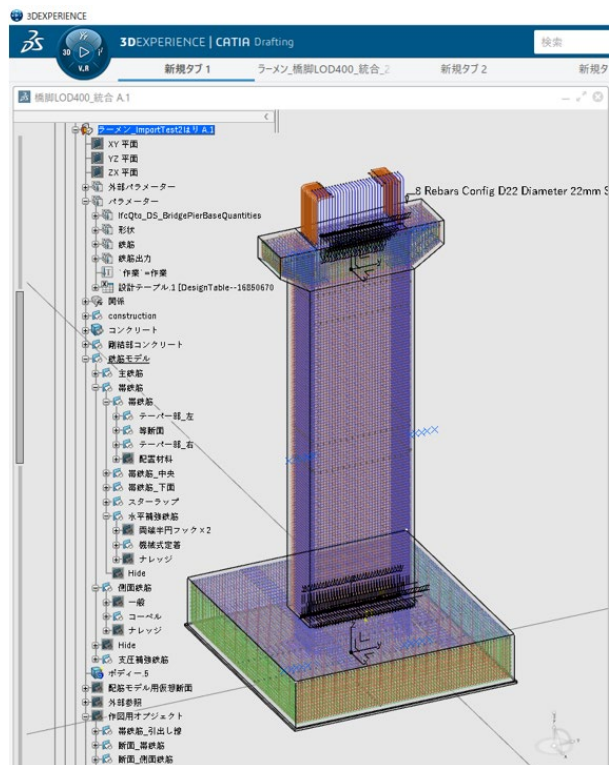 3DEXPERIENCE
3DEXPERIENCE | CATIA Drafting
検索
3D
V.R
新規タブ 1
ラーメン_橋脚LOD400_統合_2
新規タブ 2
新規タ
橋脚LOD400_統合 A.1
ラーメン_ImportTest2はり A.1
XY 平面
YZ 平面
ZX 平面
外部パラメーター
パラメーター
IfcQto_DS_BridgePierBaseQuantities
形状
鉄筋
鉄筋出力
`作業`=作業
設計テーブル.1 [DesignTable--16850670
関係
construction
コンクリート
剛結部コンクリート
鉄筋モデル
主鉄筋
帯鉄筋
帯鉄筋
テーパー部_左
等断面
テーパー部_右
配置材料
帯鉄筋_中央
帯鉄筋_下面
スターラップ
水平補強鉄筋
両端半円フック×2
機械式定着
ナレッジ
Hide
側面鉄筋
一般
コーベル
ナレッジ
Hide
支圧補強鉄筋
ボディー.5
配筋モデル用仮想断面
外部参照
作図用オブジェクト
帯鉄筋_引出し線
断面_帯鉄筋
断面_側面鉄筋
8 Rebars Config D22 Diameter 22mm S